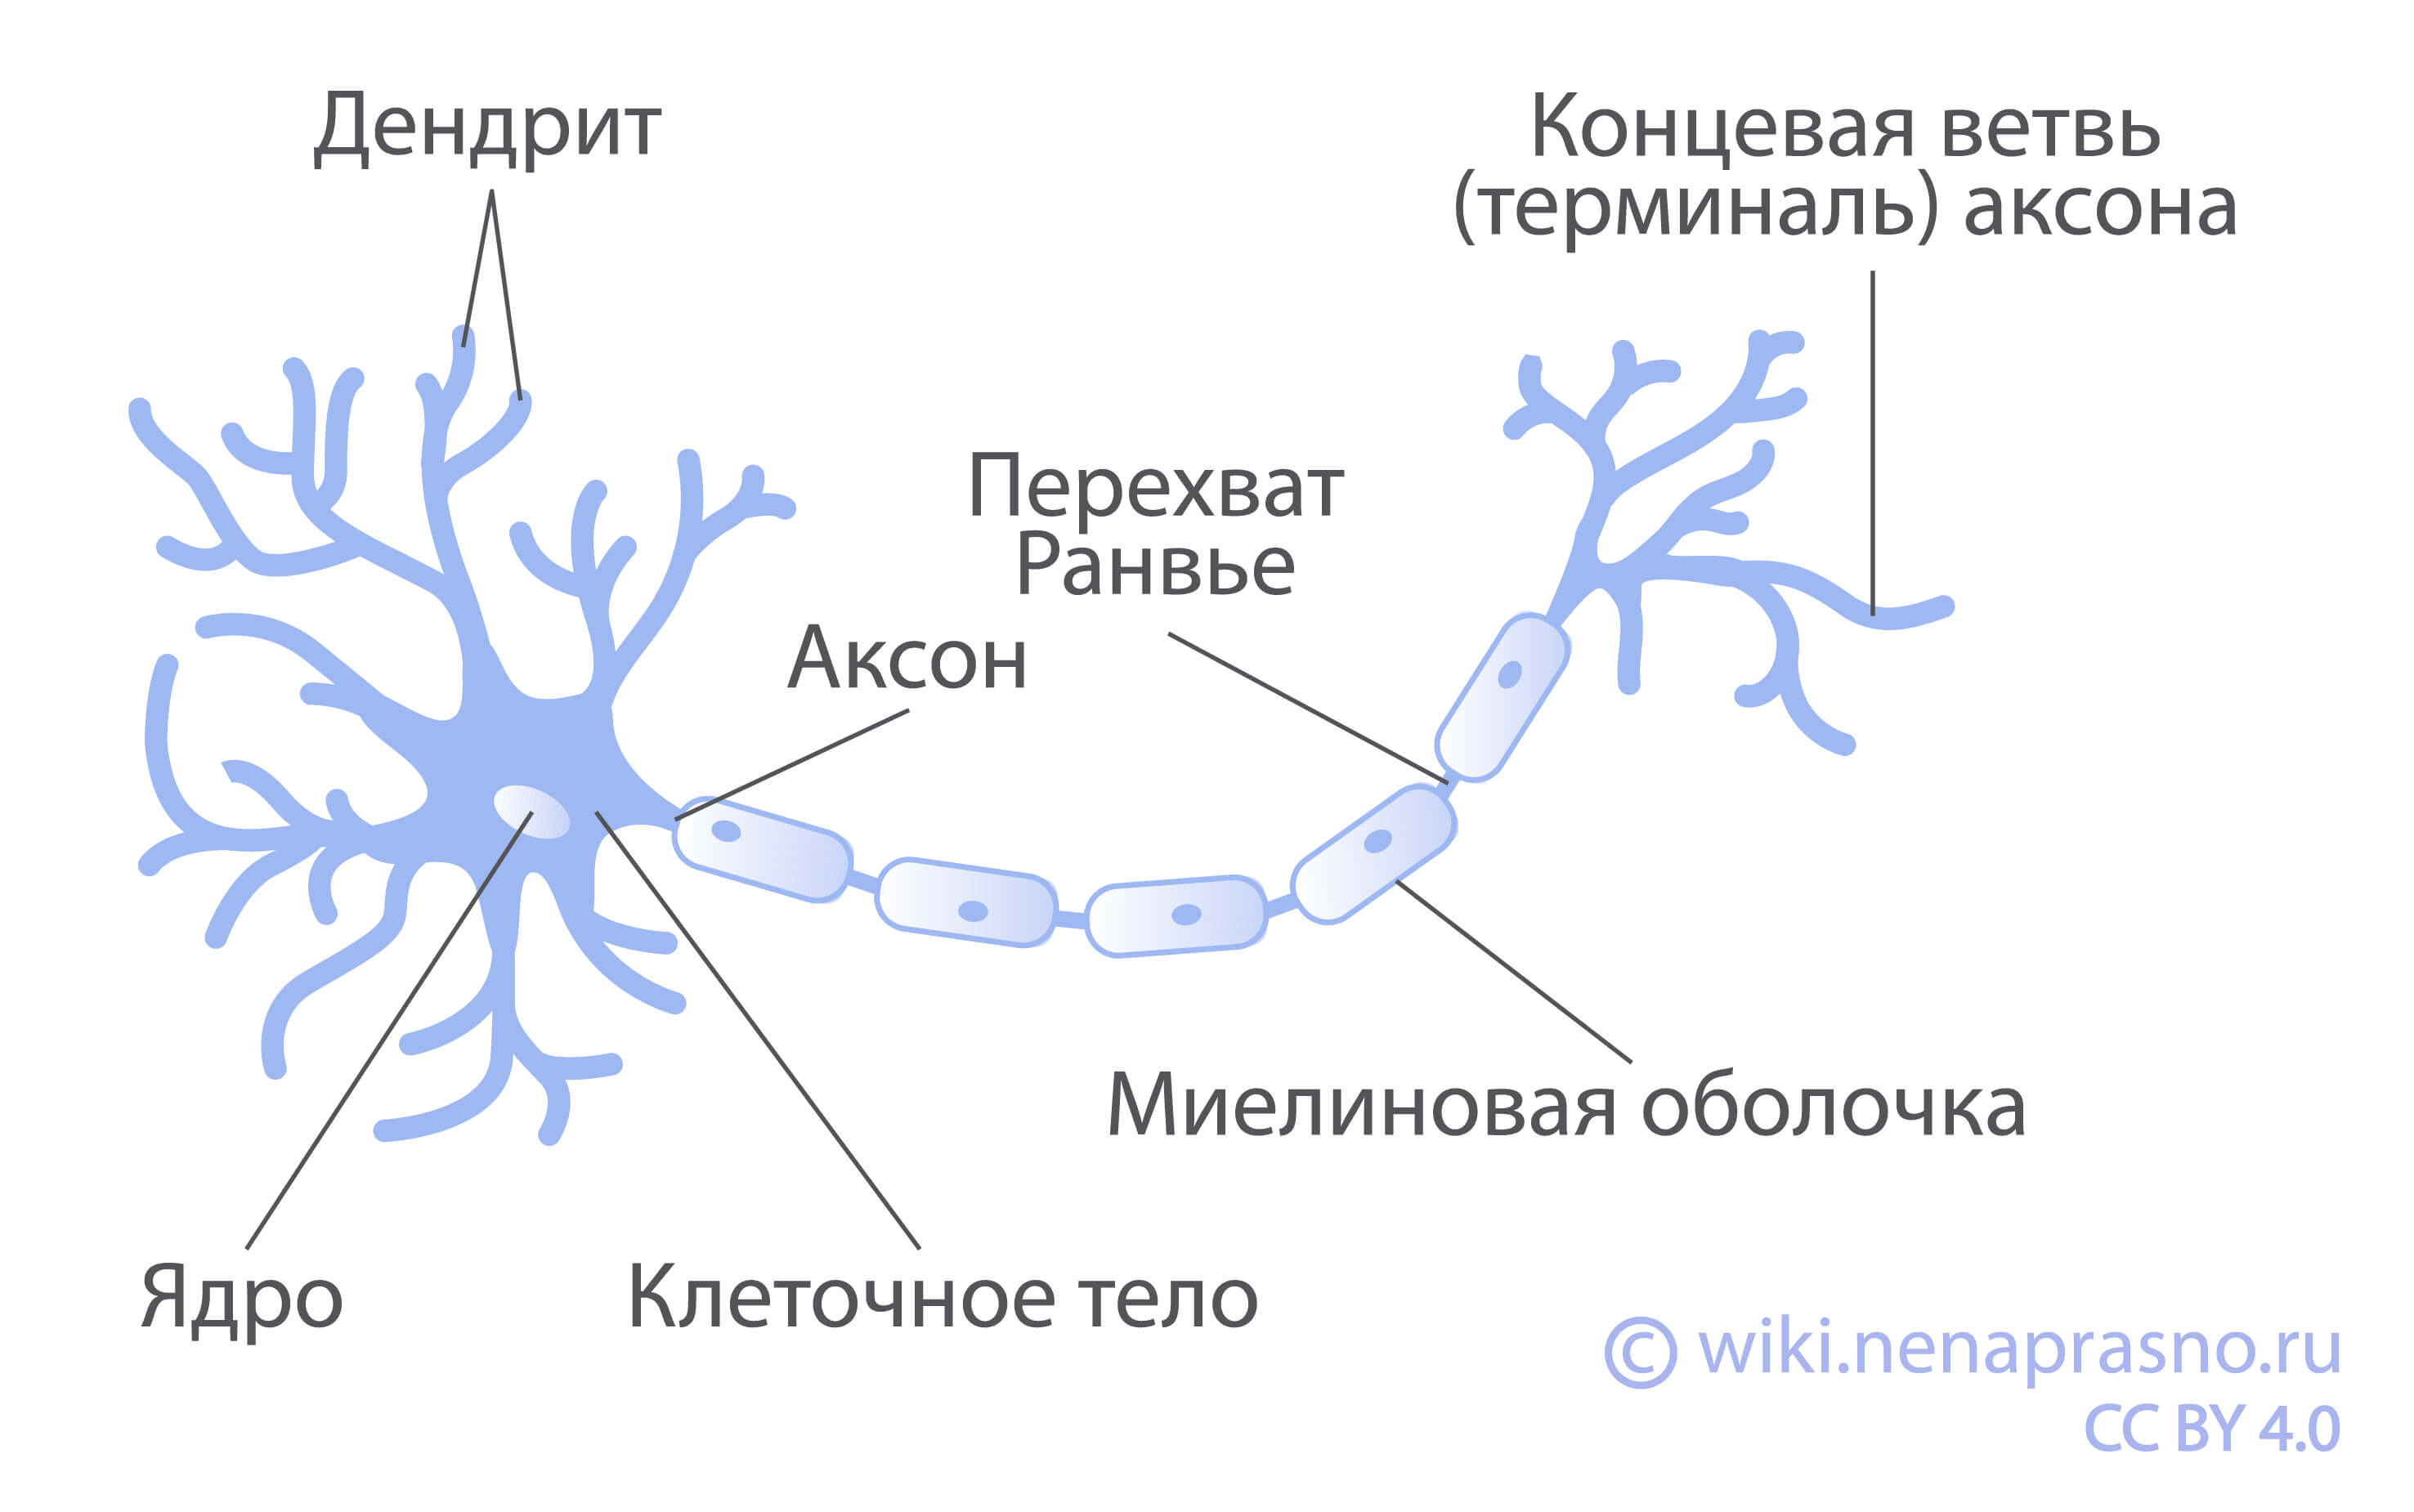 Дендрит
Концевая ветвь
(терминаль) аксона
Перехват
Ранвье
Аксон
Миелиновая оболочка
Ядро
Клеточное тело
© wiki.nenaprasno.ru
CC BY 4.0